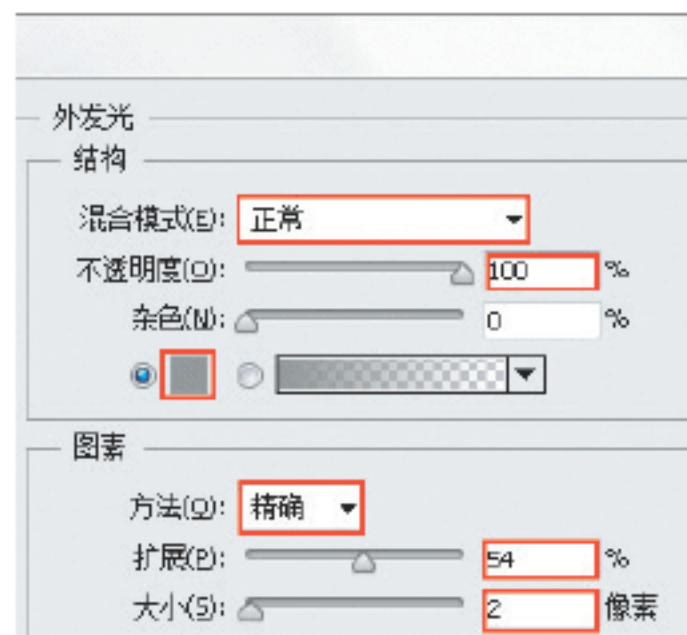 外发光
结构
混合模式(E): 正常
不透明度(O): 100 %
杂色(N): 0 %
图素
方法(Q): 精确
扩展(P): 54 %
大小(S): 2 像素